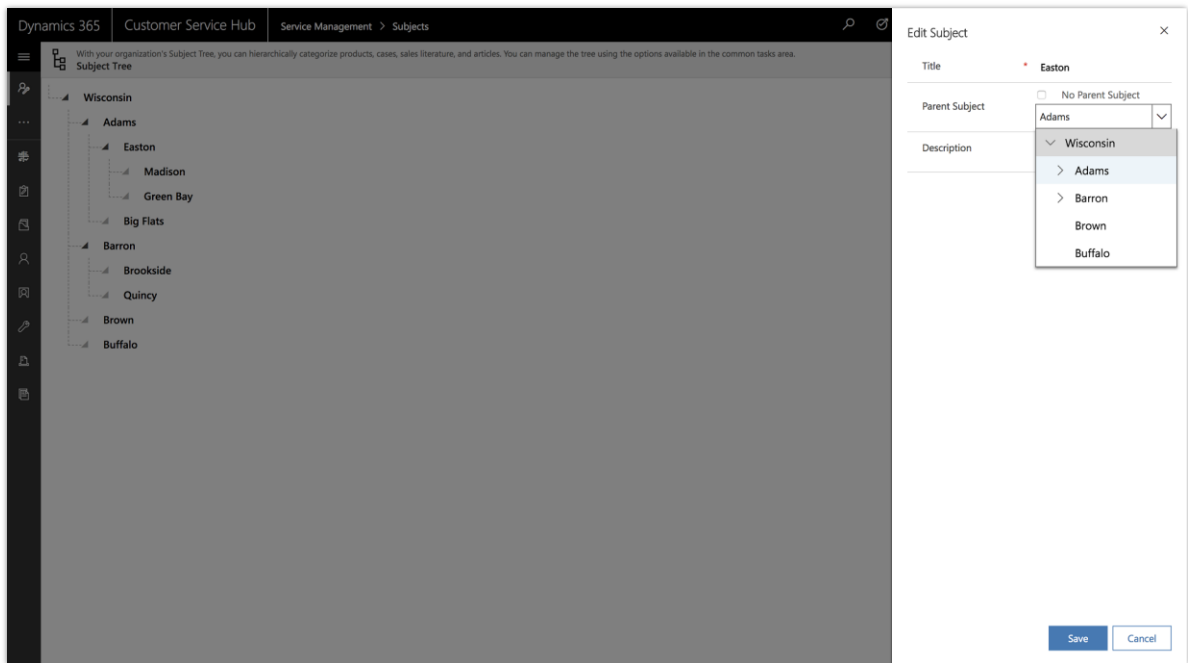 Dynamics 365 Customer Service Hub Service Management > Subjects
With your organization's Subject Tree, you can hierarchically categorize products, cases, sales literature, and articles. You can manage the tree using the options available in the common tasks area.
Subject Tree
Wisconsin
Adams
Easton
Madison
Green Bay
Big Flats
Barron
Brookside
Quincy
Brown
Buffalo
Edit Subject
Title * Easton
No Parent Subject
Parent Subject
Adams
Description
Wisconsin
Adams
Barron
Brown
Buffalo
Save Cancel